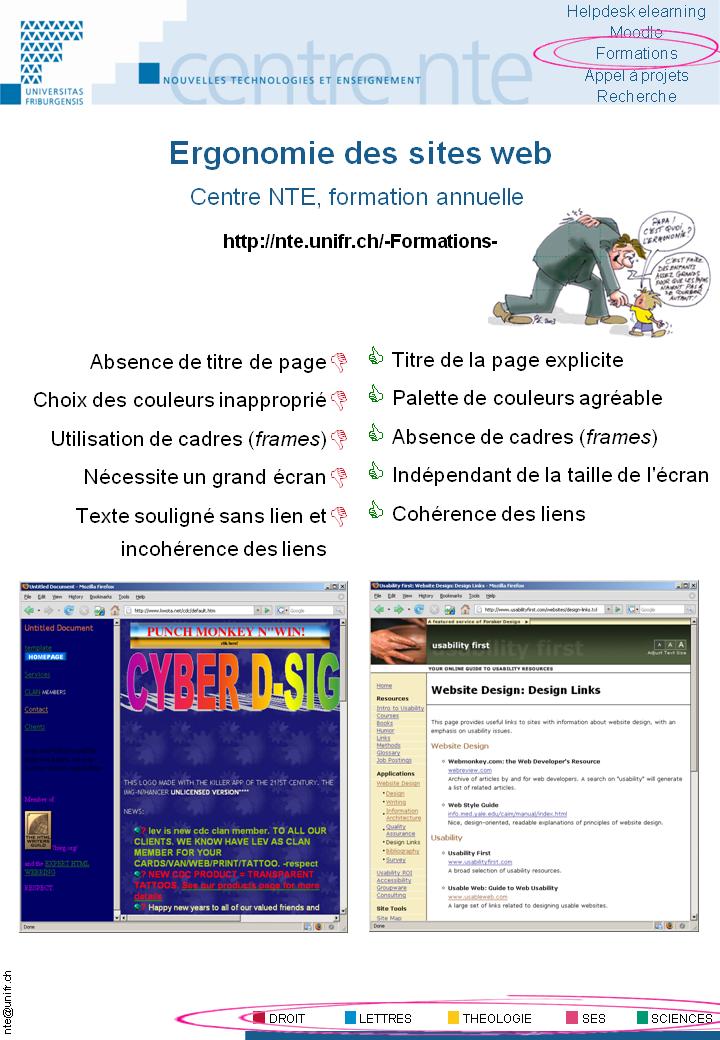 Helpdesk elearning
Moodle
Formations
Appel à projets
Recherche
UNIVERSITAS
FRIBURGENSIS
centre nte
NOUVELLES TECHNOLOGIES ET ENSEIGNEMENT
Ergonomie des sites web
Centre NTE, formation annuelle
http://nte.unifr.ch/-Formations-
PAPA !
C'EST QUOI
L'ERGONOMIE ?
C'EST FAIRE
DES ENFANTS
ASSEZ GRANDS
POUR QUE LES PAPAS
N'AIENT PAS À
SE COURBER
AUTANT !
Absence de titre de page
Choix des couleurs inapproprié
Utilisation de cadres (frames)
Nécessite un grand écran
Texte souligné sans lien et
incohérence des liens
Titre de la page explicite
Palette de couleurs agréable
Absence de cadres (frames)
Indépendant de la taille de l'écran
Cohérence des liens
Untitled Document - Mozilla Firefox
File Edit View History Bookmarks Tools Help
http://www.kwota.net/cdc/default.htm
Google
Untitled Document
template
HOMEPAGE
Services
CLAN MEMBERS
Contact
Clients
Member of
THE HTML
WRITERS
GUILD
and the EXPERT HTML
WEBRING
RESPECT.
PUNCH MONKEY N"WIN!
click here!
CYBER D-SIG
THIS LOGO MADE WITH THE KILLER APP OF THE 21?ST CENTURY. THE
IMG-N/HANCER UNLICENSED VERSION****
NEWS:
? lev is new cdc clan member. TO ALL OUR
CLIENTS. WE KNOW HAVE LEV AS CLAN
MEMBER FOR YOUR
CARDS/VAN/WEB/PRINT/TATTOO. -respect
? NEW CDC PRODUCT = TRANSPARENT
TATTOOS. See our products page for more
details
? Happy new years to all of our valued friends and
Done
Usability First: Website Design: Design Links - Mozilla Firefox
File Edit View History Bookmarks Tools Help
http://www.usabilityfirst.com/websites/design-links.txl
Google
A featured service of Foraker Design
usability first
A A A
Adjust Text Size
YOUR ONLINE GUIDE TO USABILITY RESOURCES
Home
Resources
Intro to Usability
Courses
Books
Humor
Links
Methods
Glossary
Job Postings
Applications
Website Design
Design
Writing
Information
Architecture
Quality
Assurance
Design Links
Bibliography
Survey
Usability ROI
Accessibility
Groupware
Consulting
Site Tools
Site Map
Website Design: Design Links
This page provides useful links to sites with information about website design, with an
emphasis on usability issues.
Website Design
Webmonkey.com: the Web Developer's Resource
webreview.com
Archive of articles by and for web developers. A search on "usability" will generate
a list of related articles.
Web Style Guide
info.med.yale.edu/caim/manual/index.html
Nice, design-oriented, readable explanations of principles of website design.
Usability
Usability First
www.usabilityfirst.com
A broad selection of usability resources.
Usable Web: Guide to Web Usability
www.usableweb.com
A large set of links related to designing usable websites.
Done
nte@unifr.ch
DROIT
LETTRES
THEOLOGIE
SES
SCIENCES